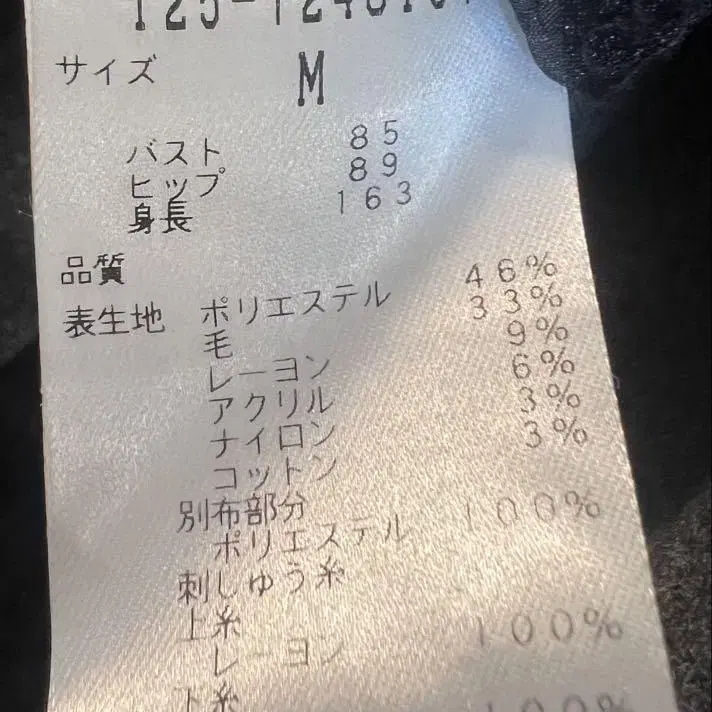 サイズ M
バスト 85
ヒップ 89
身長 163
品質
表生地 ポリエステル 46%
毛 33%
レーヨン 9%
アクリル 6%
ナイロン 3%
コットン 3%
別布部分
ポリエステル 100%
刺しゅう糸
上糸
レーヨン 100%
下糸
100%